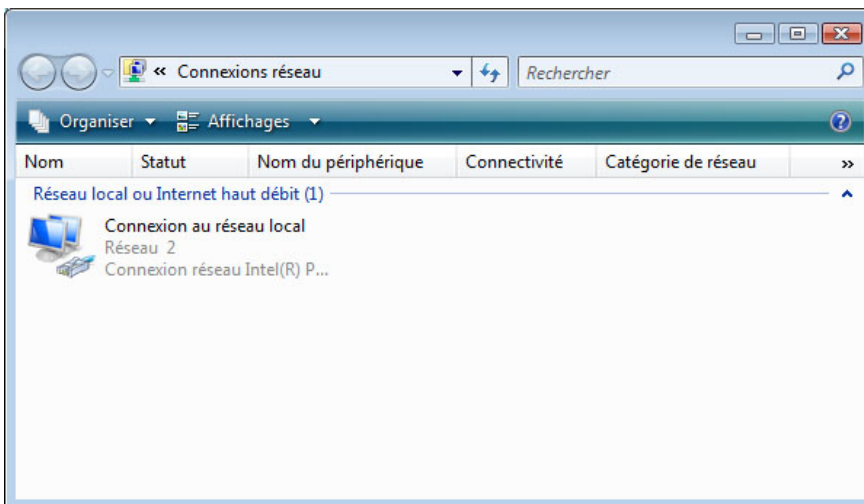 « Connexions réseau
Rechercher
Organiser Affichages
Nom Statut Nom du périphérique Connectivité Catégorie de réseau »
Réseau local ou Internet haut débit (1)
Connexion au réseau local
Réseau 2
Connexion réseau Intel(R) P...